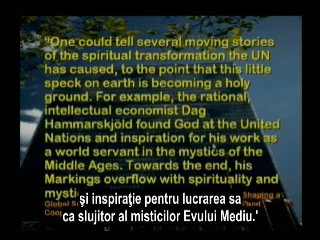 “One could tell several moving stories
of the spiritual transformation the UN
has caused, to the point that this little
speck on earth is becoming a holy
ground. For example, the rational,
intellectual economist Dag
Hammarskjöld found God at the United
Nations and inspiration for his work as
a world servant in the mystics of the
Middle Ages. Towards the end, his
Markings overflow with spirituality and
mysti
Shaping a
Global S
şi inspiraţie pentru lucrarea sa
ca slujitor al misticilor Evului Mediu.'